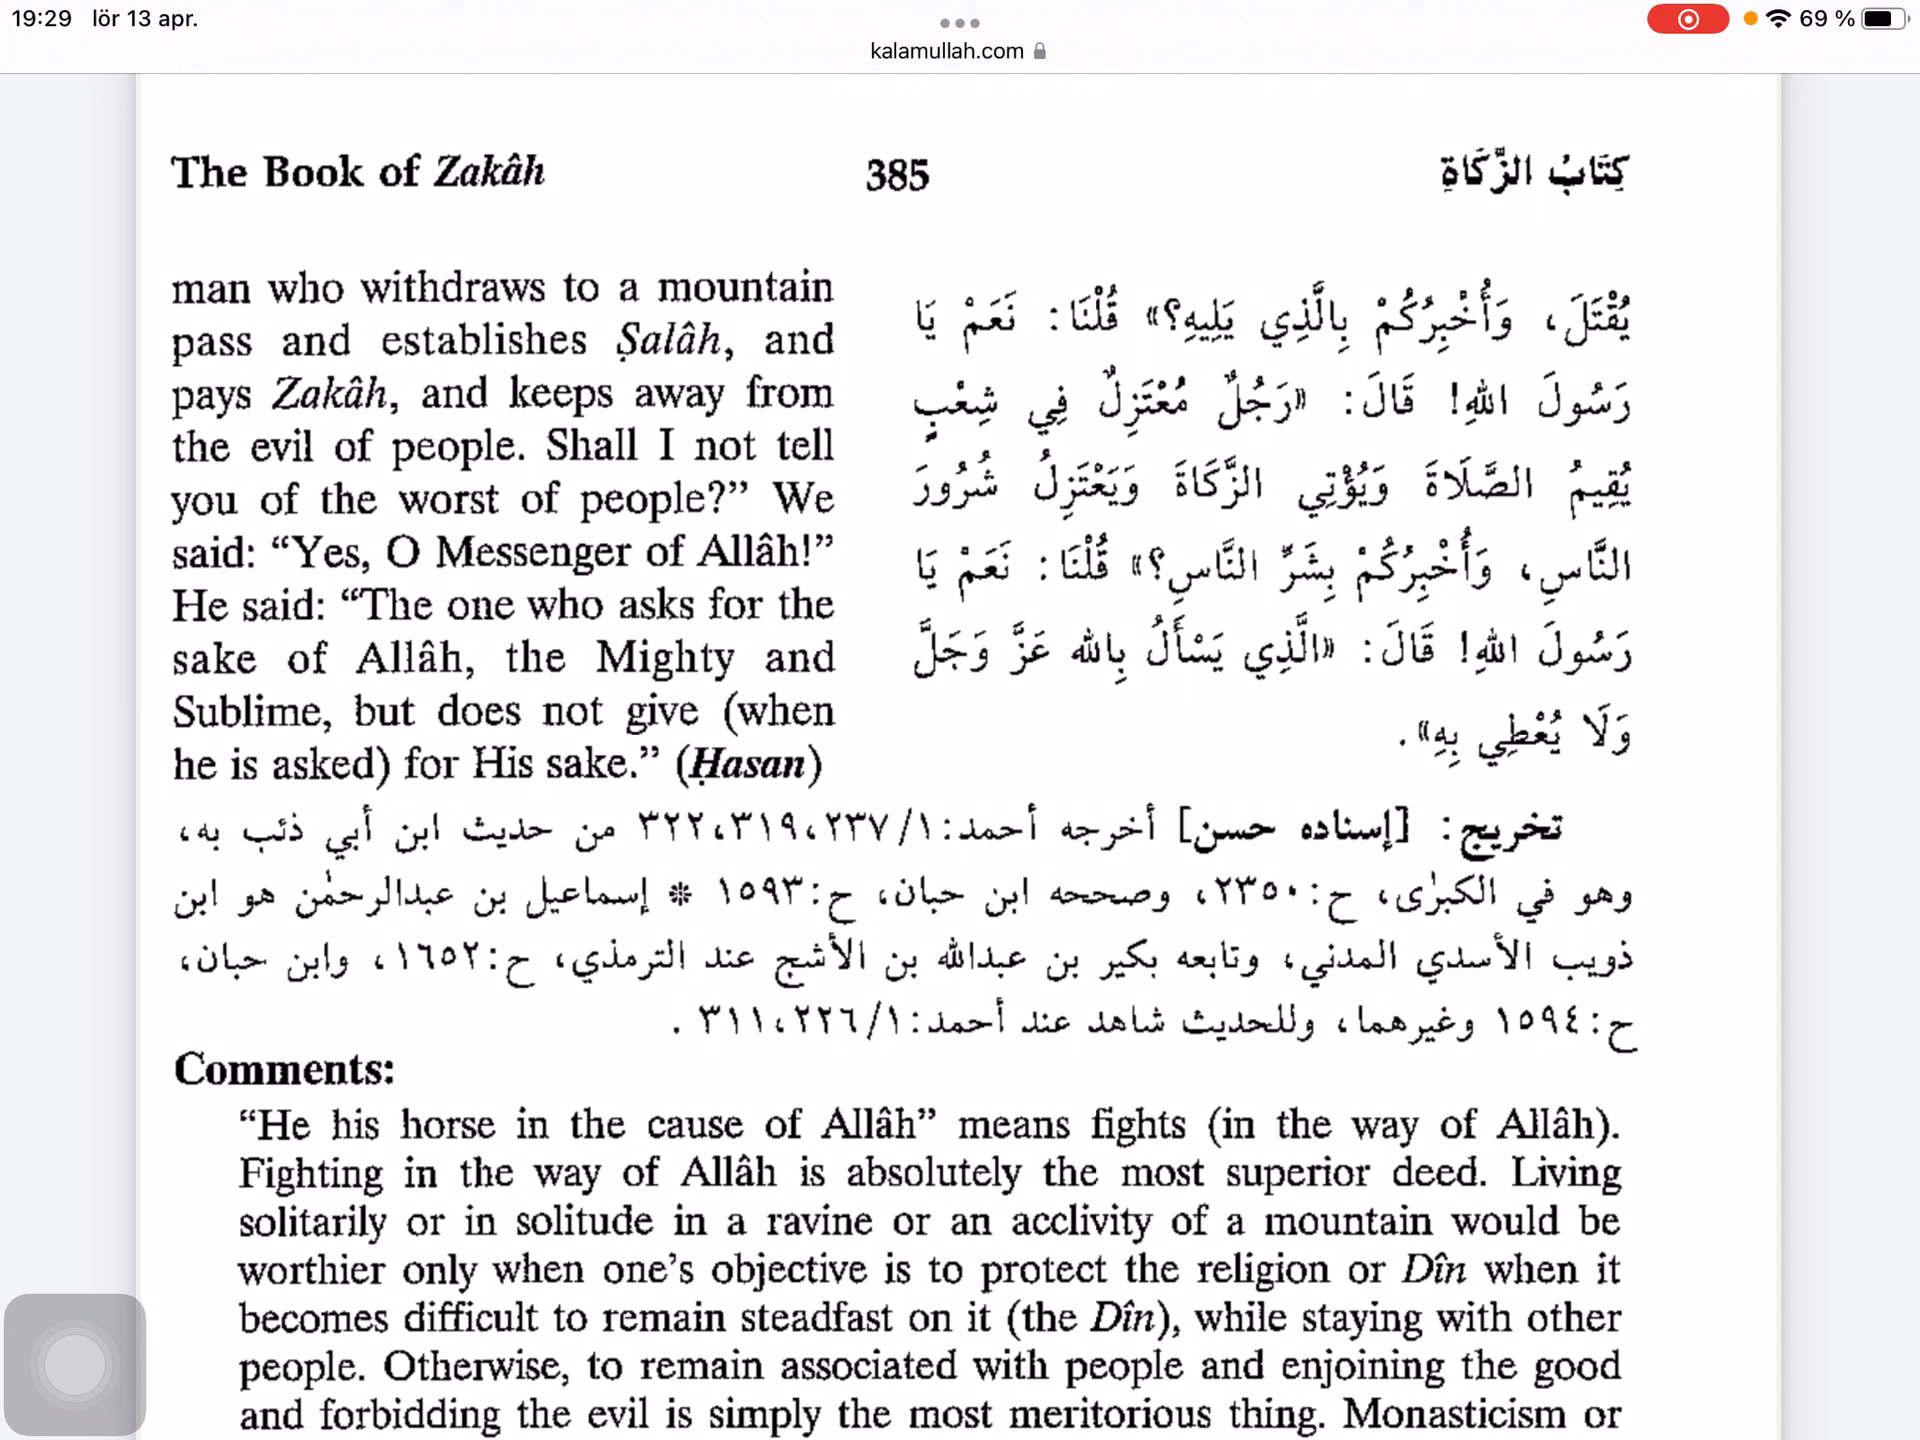 19:29 lör 13 apr.
69 %
kalamullah.com
The Book of Zakâh
385
كِتَابُ الزَّكَاةِ
man who withdraws to a mountain
pass and establishes Ṣalâh, and
pays Zakâh, and keeps away from
the evil of people. Shall I not tell
you of the worst of people?” We
said: “Yes, O Messenger of Allâh!”
He said: “The one who asks for the
sake of Allâh, the Mighty and
Sublime, but does not give (when
he is asked) for His sake.” (Ḥasan)
يُقْتَلَ، وَأُخْبِرُكُمْ بِالَّذِي يَلِيهِ؟» قُلْنَا: نَعَمْ يَا
رَسُولَ اللهِ! قَالَ: «رَجُلٌ مُعْتَزِلٌ فِي شِعْبٍ
يُقِيمُ الصَّلَاةَ وَيُؤْتِي الزَّكَاةَ وَيَعْتَزِلُ شُرُورَ
النَّاسِ، وَأُخْبِرُكُمْ بِشَرِّ النَّاسِ؟» قُلْنَا: نَعَمْ يَا
رَسُولَ اللهِ! قَالَ: «الَّذِي يَسْأَلُ بِالله عَزَّ وَجَلَّ
وَلَا يُعْطِي بِهِ».
تخريج: [إسناده حسن] أخرجه أحمد:١/٢٣٧،٣١٩،٣٢٢ من حديث ابن أبي ذئب به،
وهو في الكبرٰى، ح:٢٣٥٠، وصححه ابن حبان، ح:١٥٩٣ * إسماعيل بن عبدالرحمٰن هو ابن
ذويب الأسدي المدني، وتابعه بكير بن عبدالله بن الأشج عند الترمذي، ح:١٦٥٢، وابن حبان،
ح:١٥٩٤ وغيرهما، وللحديث شاهد عند أحمد:١/٢٢٦،٣١١ .
Comments:
“He his horse in the cause of Allâh” means fights (in the way of Allâh).
Fighting in the way of Allâh is absolutely the most superior deed. Living
solitarily or in solitude in a ravine or an acclivity of a mountain would be
worthier only when one’s objective is to protect the religion or Dîn when it
becomes difficult to remain steadfast on it (the Dîn), while staying with other
people. Otherwise, to remain associated with people and enjoining the good
and forbidding the evil is simply the most meritorious thing. Monasticism or